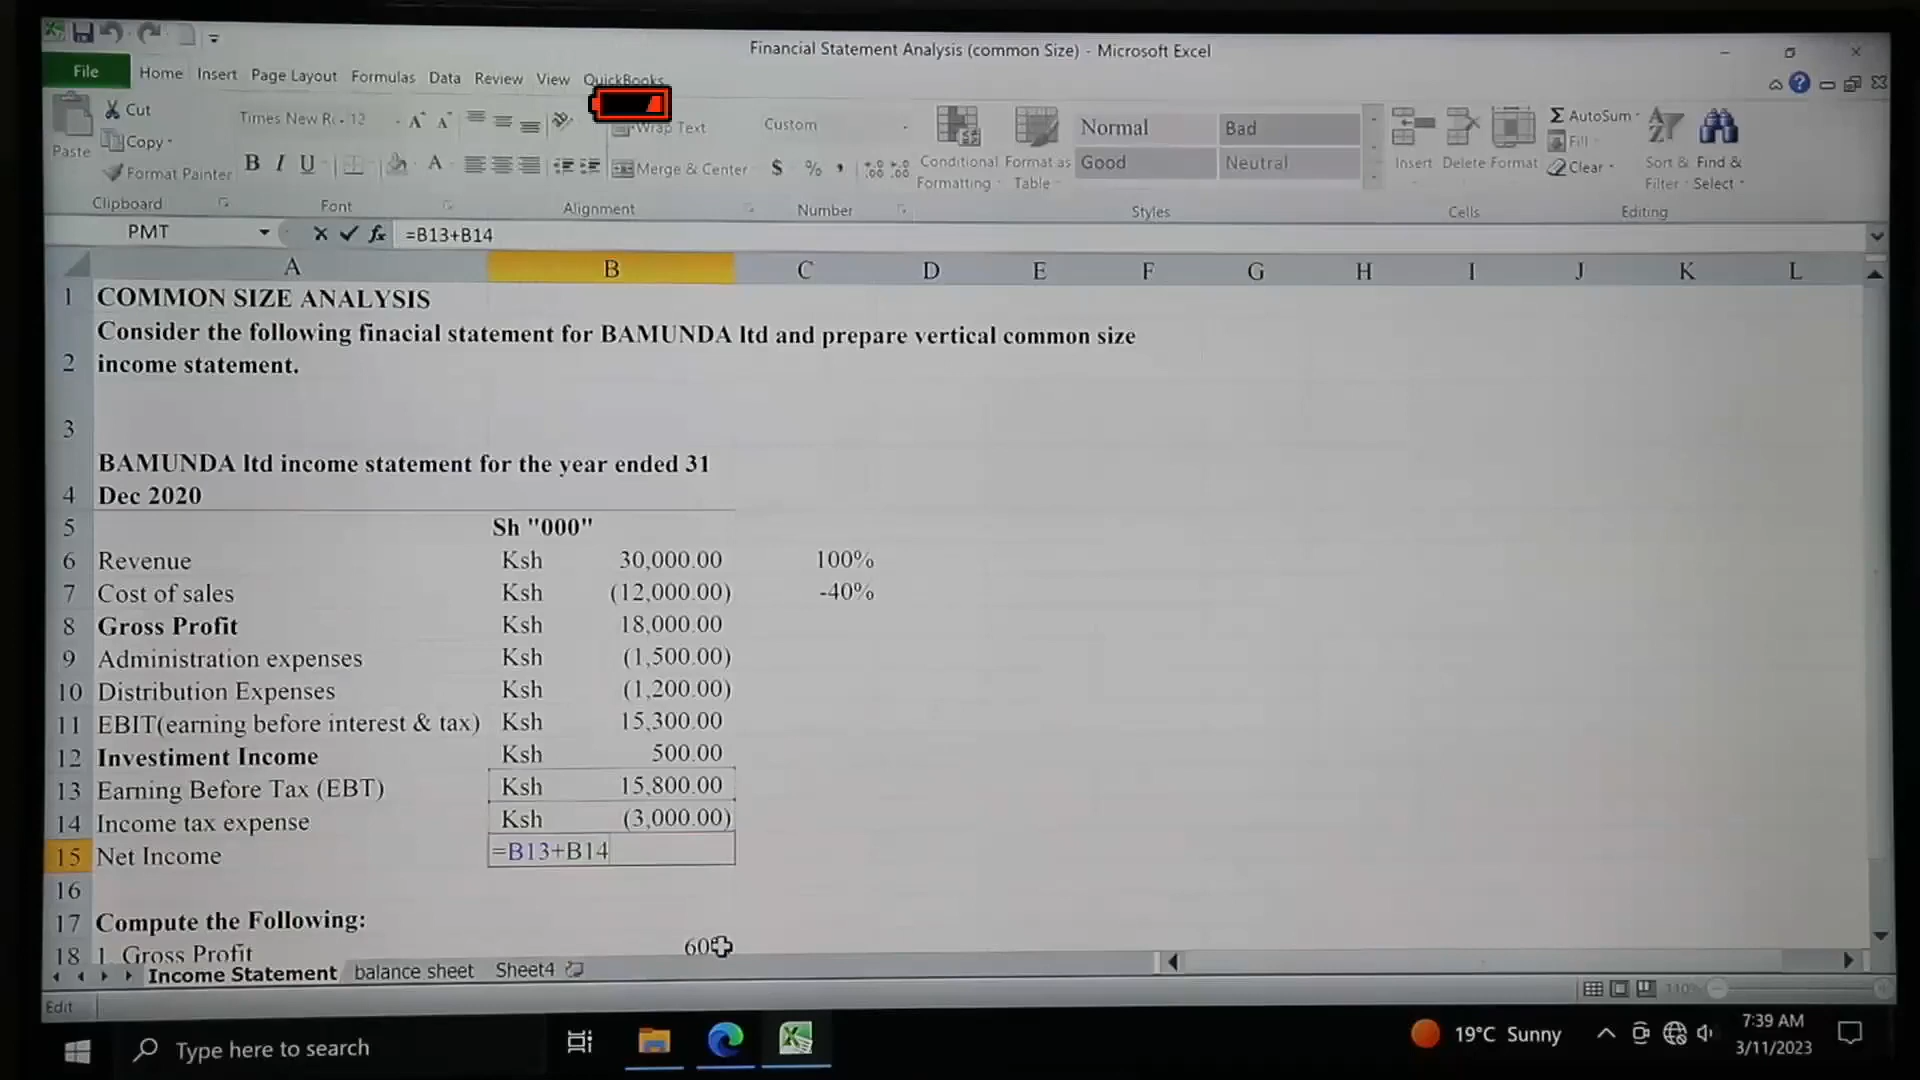 Financial Statement Analysis (common Size) - Microsoft Excel
File Home Insert Page Layout Formulas Data Review View QuickBooks
Cut
Copy
Paste
Format Painter
Clipboard
Times New R 12
B I U
Font
Wrap Text
Merge & Center
Alignment
Custom
$ % ,
Number
Conditional Formatting
Format as Table
Normal Bad
Good Neutral
Styles
Insert Delete Format
Cells
Σ AutoSum
Fill
Clear
Sort & Filter
Find & Select
Editing
PMT fx =B13+B14
A B C D E F G H I J K L
1 COMMON SIZE ANALYSIS
Consider the following finacial statement for BAMUNDA ltd and prepare vertical common size
2 income statement.
3
BAMUNDA ltd income statement for the year ended 31
4 Dec 2020
5 Sh "000"
6 Revenue Ksh 30,000.00 100%
7 Cost of sales Ksh (12,000.00) -40%
8 Gross Profit Ksh 18,000.00
9 Administration expenses Ksh (1,500.00)
10 Distribution Expenses Ksh (1,200.00)
11 EBIT(earning before interest & tax) Ksh 15,300.00
12 Investiment Income Ksh 500.00
13 Earning Before Tax (EBT) Ksh 15,800.00
14 Income tax expense Ksh (3,000.00)
15 Net Income =B13+B14
16
17 Compute the Following:
18 1. Gross Profit
Income Statement balance sheet Sheet4
Edit 110%
Type here to search
19°C Sunny
7:39 AM
3/11/2023